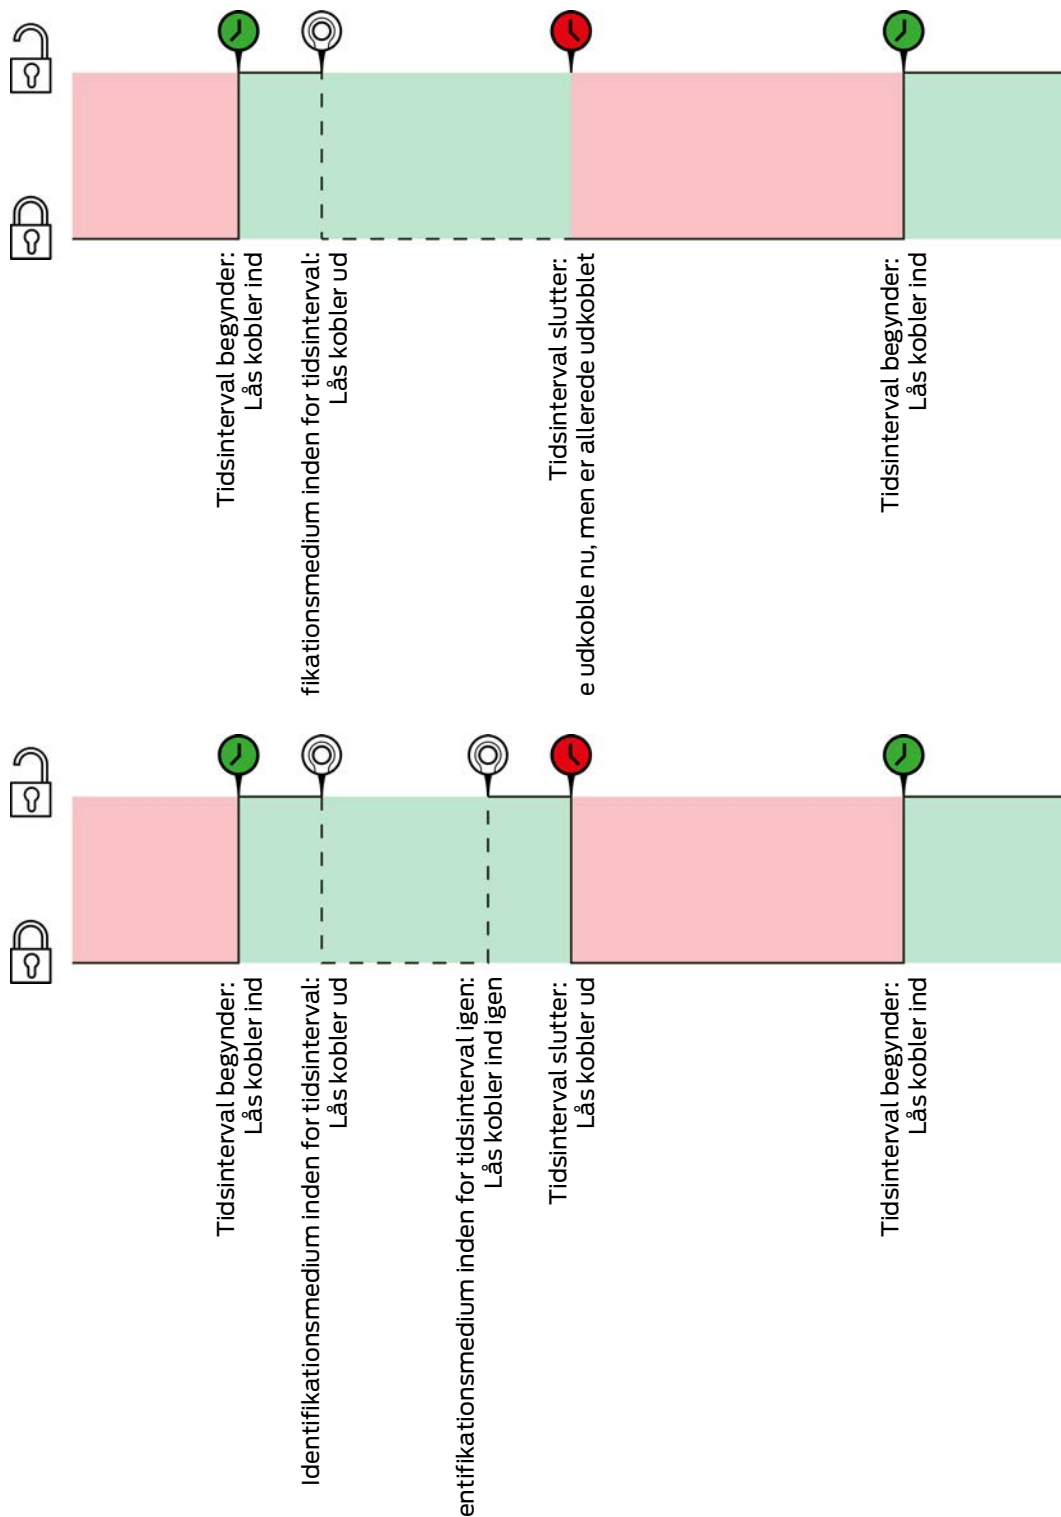 Tidsinterval begynder:
Lås kobler ind
fikationsmedium inden for tidsinterval:
Lås kobler ud
Tidsinterval slutter:
e udkoble nu, men er allerede udkoblet
Tidsinterval begynder:
Lås kobler ind
Tidsinterval begynder:
Lås kobler ind
Identifikationsmedium inden for tidsinterval:
Lås kobler ud
entifikationsmedium inden for tidsinterval igen:
Lås kobler ind igen
Tidsinterval slutter:
Lås kobler ud
Tidsinterval begynder:
Lås kobler ind